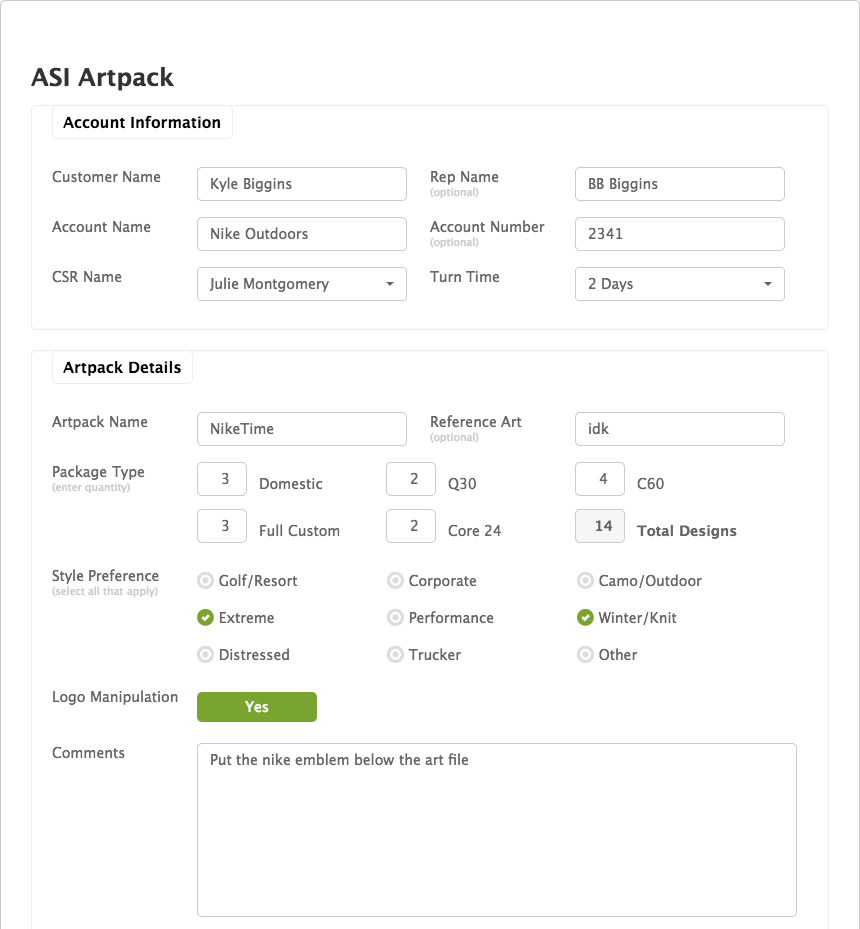 ASI Artpack
Account Information
Customer Name Kyle Biggins Rep Name BB Biggins
(optional)
Account Name Nike Outdoors Account Number 2341
(optional)
CSR Name Julie Montgomery Turn Time 2 Days
Artpack Details
Artpack Name NikeTime Reference Art idk
(optional)
Package Type 3 Domestic 2 Q30 4 C60
(enter quantity)
3 Full Custom 2 Core 24 14 Total Designs
Style Preference Golf/Resort Corporate Camo/Outdoor
(select all that apply)
Extreme Performance Winter/Knit
Distressed Trucker Other
Logo Manipulation Yes
Comments Put the nike emblem below the art file